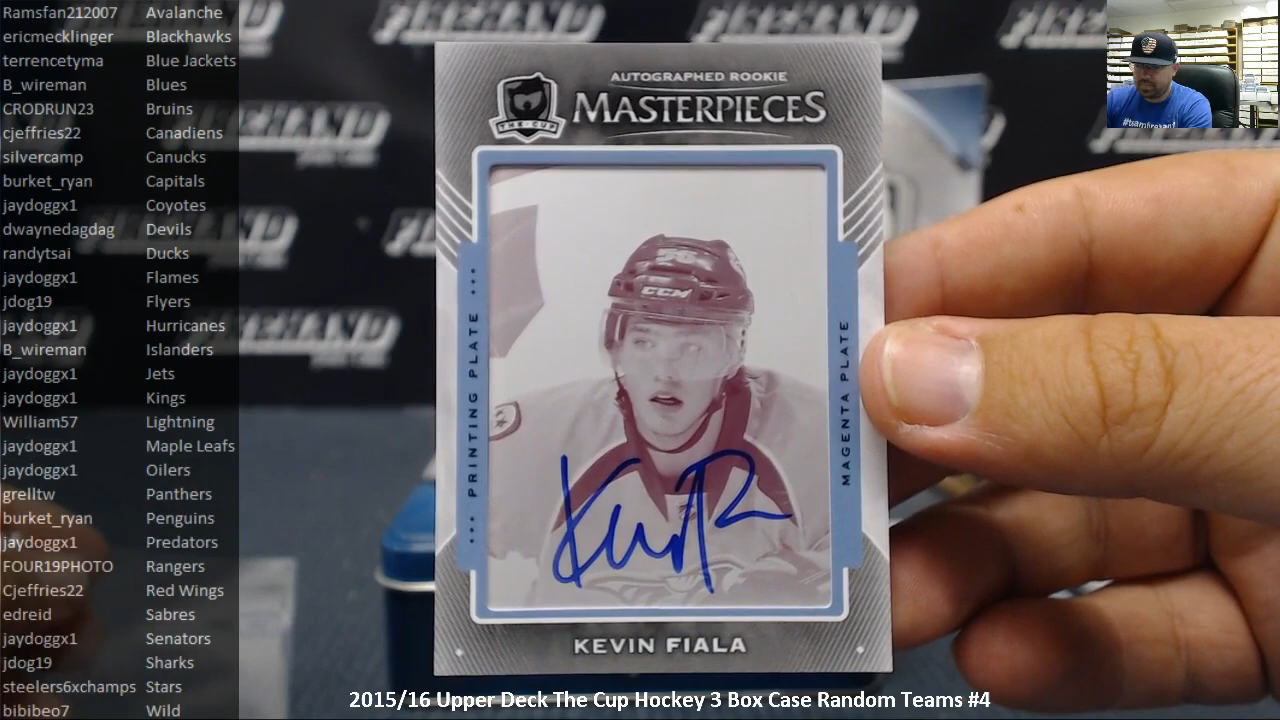 Ramsfan212007 Avalanche
ericmecklinger Blackhawks
terrencetyma Blue Jackets
B_wireman Blues
CRODRUN23 Bruins
cjeffries22 Canadiens
silvercamp Canucks
burket_ryan Capitals
jaydoggx1 Coyotes
dwaynedagdag Devils
randytsai Ducks
jaydoggx1 Flames
jdog19 Flyers
jaydoggx1 Hurricanes
B_wireman Islanders
jaydoggx1 Jets
jaydoggx1 Kings
William57 Lightning
jaydoggx1 Maple Leafs
jaydoggx1 Oilers
grelltw Panthers
burket_ryan Penguins
jaydoggx1 Predators
FOUR19PHOTO Rangers
Cjeffries22 Red Wings
edreid Sabres
jaydoggx1 Senators
jdog19 Sharks
steelers6xchamps Stars
bibibeo7 Wild
AUTOGRAPHED ROOKIE
THE CUP
MASTERPIECES
••• PRINTING PLATE •••
MAGENTA PLATE
CCM
KEVIN FIALA
2015/16 Upper Deck The Cup Hockey 3 Box Case Random Teams #4